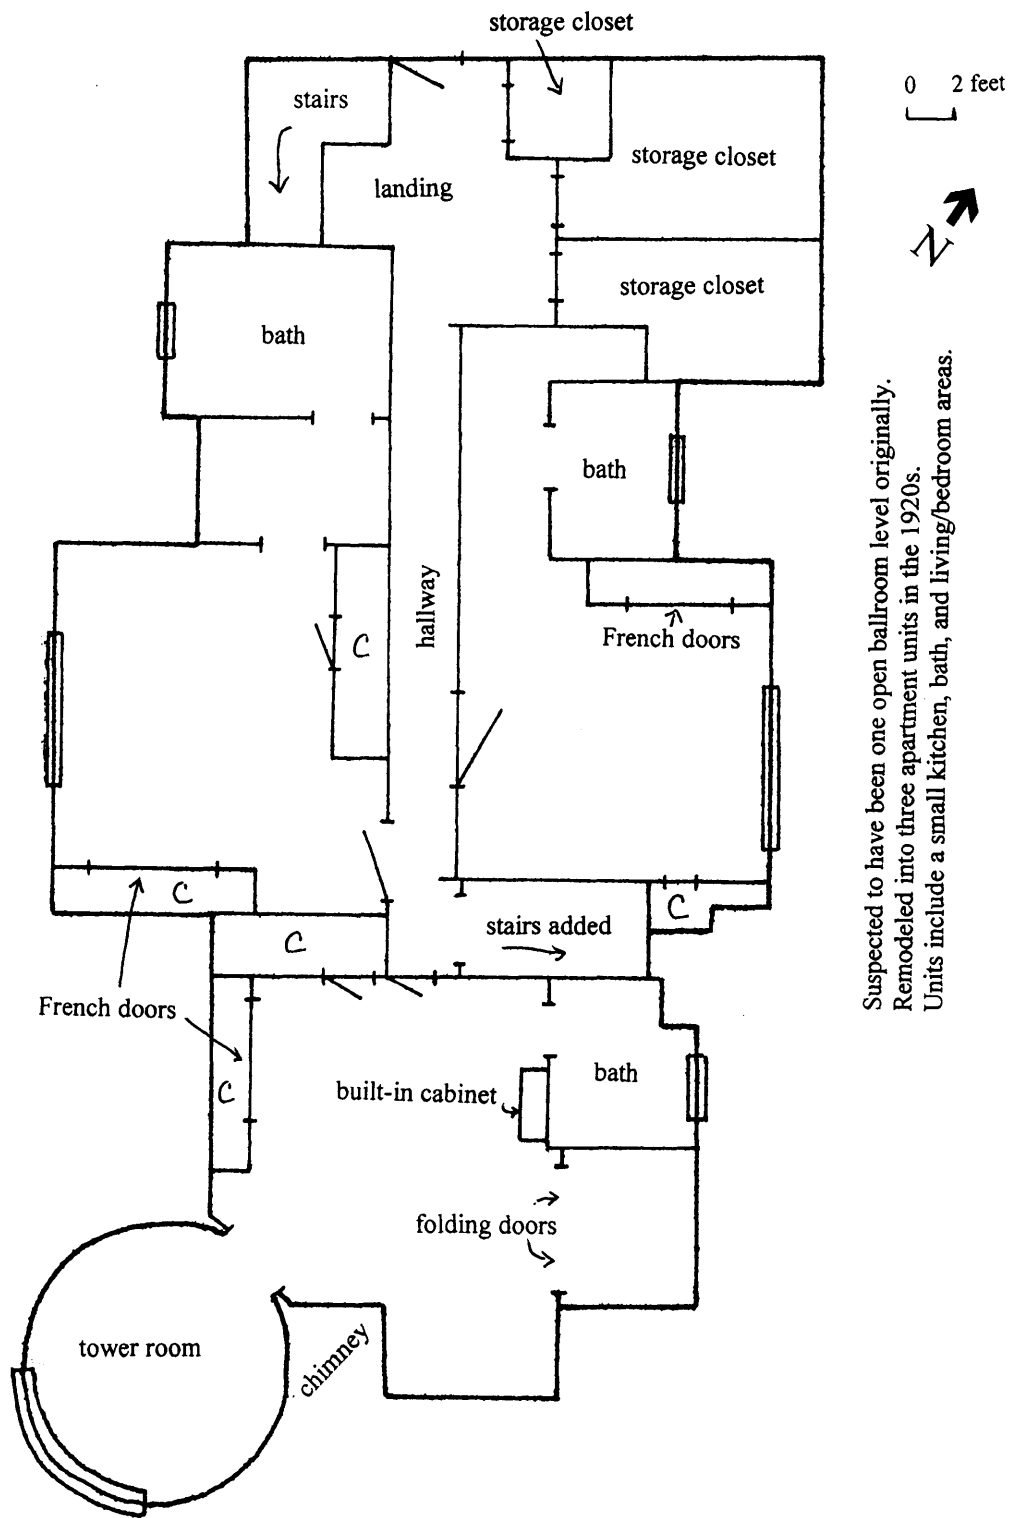 storage closet
0 2 feet
stairs
storage closet
landing
N
storage closet
bath
bath
hallway
French doors
C
C
C
stairs added
C
French doors
C
built-in cabinet
bath
folding doors
tower room
chimney
Suspected to have been one open ballroom level originally.
Remodeled into three apartment units in the 1920s.
Units include a small kitchen, bath, and living/bedroom areas.